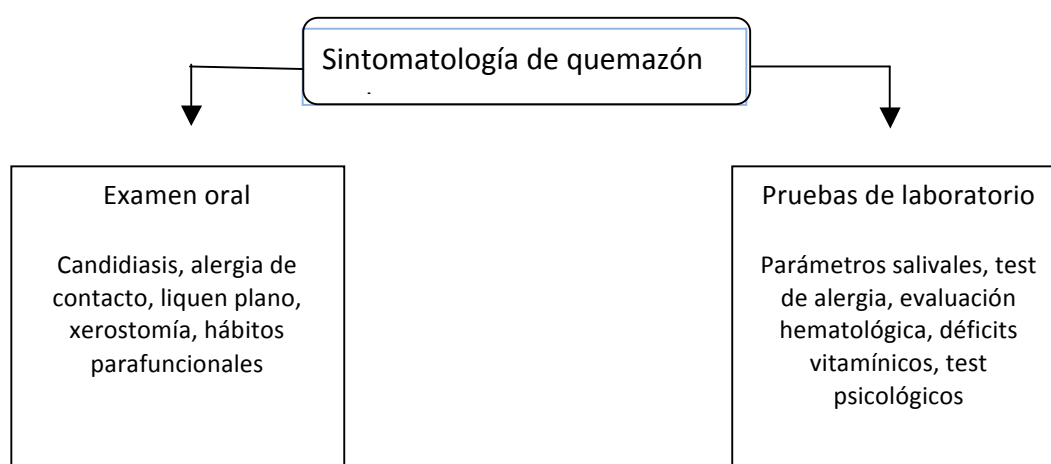 Sintomatología de quemazón
Examen oral
Candidiasis, alergia de
contacto, liquen plano,
xerostomía, hábitos
parafuncionales
Pruebas de laboratorio
Parámetros salivales, test
de alergia, evaluación
hematológica, déficits
vitamínicos, test
psicológicos